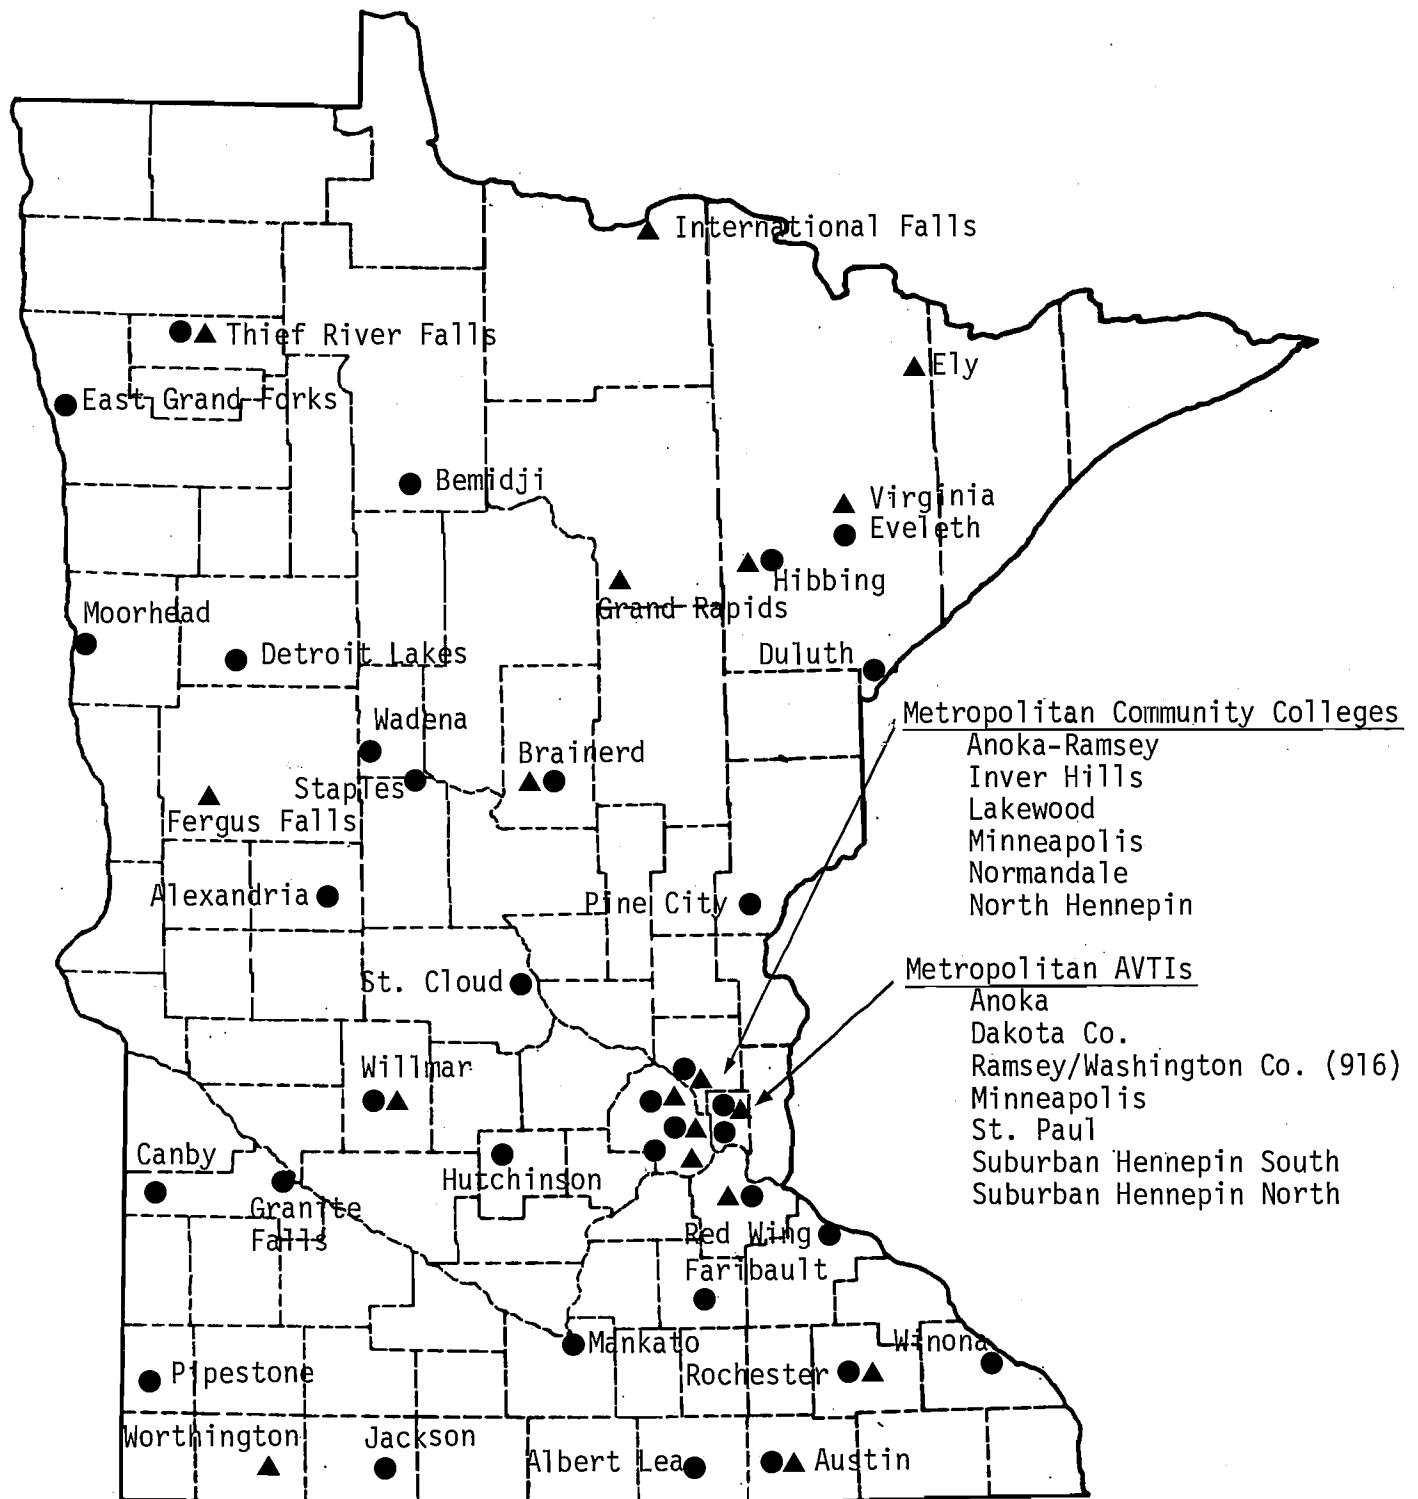 International Falls
Thief River Falls
Ely
East Grand Forks
Bemidji
Virginia
Eveleth
Hibbing
Grand Rapids
Moorhead
Detroit Lakes
Duluth
Metropolitan Community Colleges
Anoka-Ramsey
Inver Hills
Lakewood
Minneapolis
Normandale
North Hennepin
Wadena
Brainerd
Staples
Fergus Falls
Alexandria
Pine City
St. Cloud
Metropolitan AVTIs
Anoka
Dakota Co.
Ramsey/Washington Co. (916)
Minneapolis
St. Paul
Suburban Hennepin South
Suburban Hennepin North
Willmar
Canby
Hutchinson
Granite
Falls
Red Wing
Faribault
Mankato
Winona
Pipestone
Rochester
Worthington
Jackson
Albert Lea
Austin